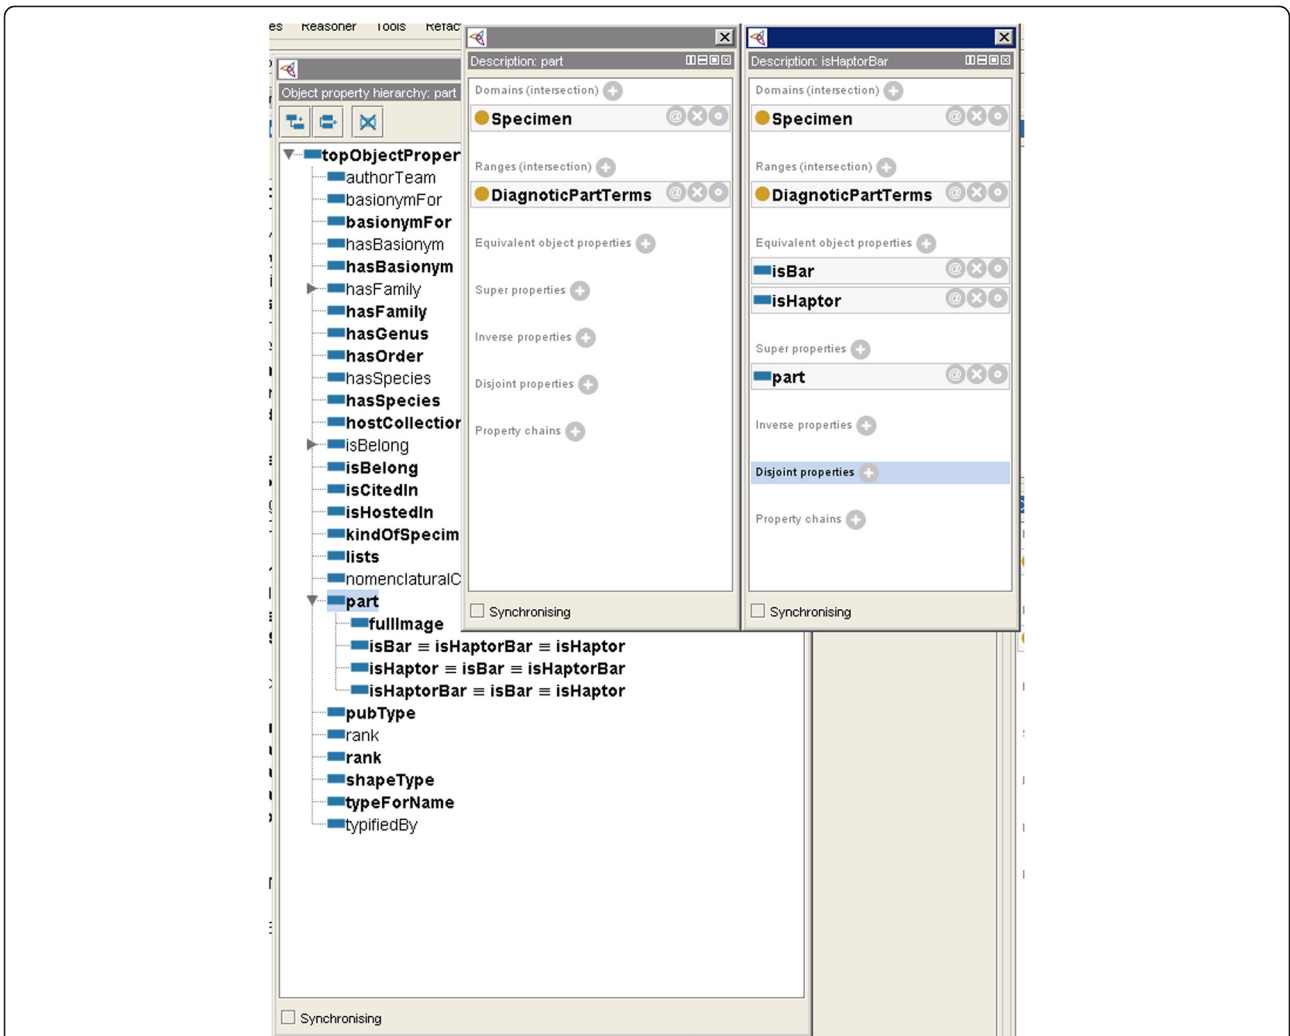 Reasoner Tools Refac
Object property hierarchy: part
topObjectProper
authorTeam
basionymFor
basionymFor
hasBasionym
hasBasionym
hasFamily
hasFamily
hasGenus
hasOrder
hasSpecies
hasSpecies
hostCollection
isBelong
isBelong
isCitedIn
isHostedIn
kindOfSpecim
lists
nomenclaturalC
part
fullImage
isBar ≡ isHaptorBar ≡ isHaptor
isHaptor ≡ isBar ≡ isHaptorBar
isHaptorBar ≡ isBar ≡ isHaptor
pubType
rank
rank
shapeType
typeForName
typifiedBy
Synchronising
Description: part
Domains (intersection)
Specimen
Ranges (intersection)
DiagnoticPartTerms
Equivalent object properties
Super properties
Inverse properties
Disjoint properties
Property chains
Synchronising
Description: isHaptorBar
Domains (intersection)
Specimen
Ranges (intersection)
DiagnoticPartTerms
Equivalent object properties
isBar
isHaptor
Super properties
part
Inverse properties
Disjoint properties
Property chains
Synchronising